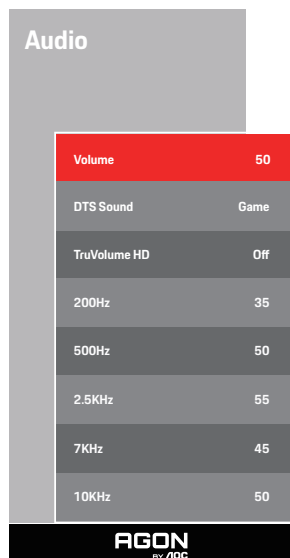 Audio
Volume 50
DTS Sound Game
TruVolume HD Off
200Hz 35
500Hz 50
2.5KHz 55
7KHz 45
10KHz 50
AGON
BY AOC